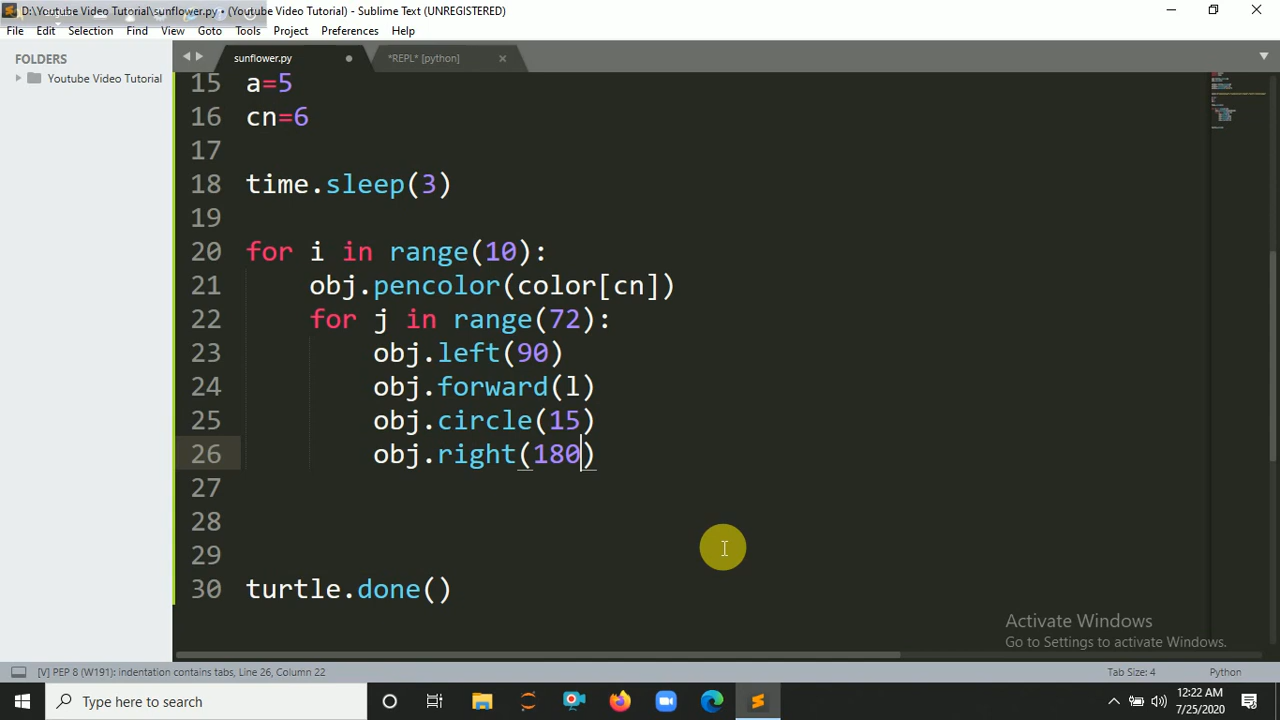 D:\Youtube Video Tutorial\sunflower.py • (Youtube Video Tutorial) - Sublime Text (UNREGISTERED)
File Edit Selection Find View Goto Tools Project Preferences Help
FOLDERS
Youtube Video Tutorial
sunflower.py
*REPL* [python]
15 a=5
16 cn=6
17
18 time.sleep(3)
19
20 for i in range(10):
21 obj.pencolor(color[cn])
22 for j in range(72):
23 obj.left(90)
24 obj.forward(l)
25 obj.circle(15)
26 obj.right(180)
27
28
29
30 turtle.done()
Activate Windows
Go to Settings to activate Windows.
[V] PEP 8 (W191): indentation contains tabs, Line 26, Column 22
Tab Size: 4
Python
Type here to search
12:22 AM
7/25/2020